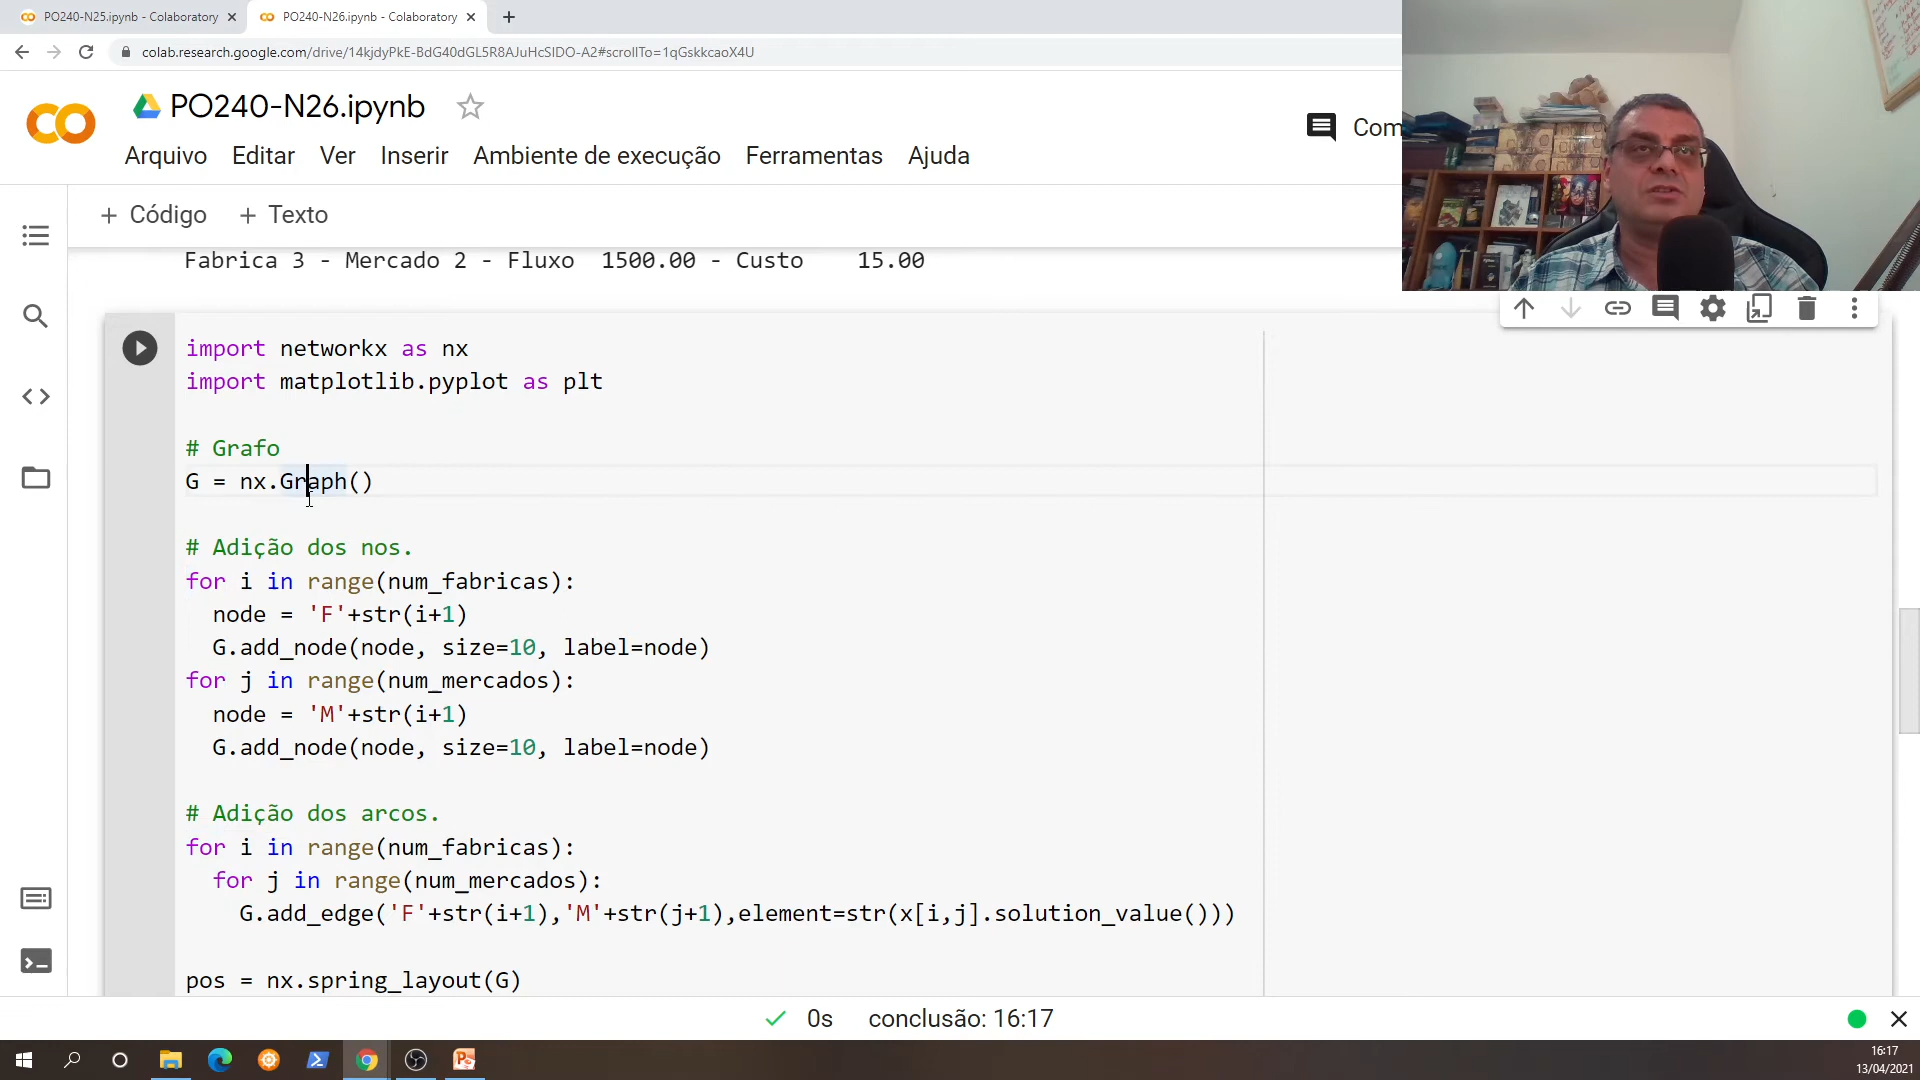 PO240-N25.ipynb - Colaboratory
PO240-N26.ipynb - Colaboratory
colab.research.google.com/drive/14kjdyPkE-BdG40dGL5R8AJuHcSIDO-A2#scrollTo=1qGskkcaoX4U
PO240-N26.ipynb
Com
Arquivo Editar Ver Inserir Ambiente de execução Ferramentas Ajuda
+ Código + Texto
Fabrica 3 - Mercado 2 - Fluxo 1500.00 - Custo 15.00
import networkx as nx
import matplotlib.pyplot as plt
# Grafo
G = nx.Graph()
# Adição dos nos.
for i in range(num_fabricas):
node = 'F'+str(i+1)
G.add_node(node, size=10, label=node)
for j in range(num_mercados):
node = 'M'+str(i+1)
G.add_node(node, size=10, label=node)
# Adição dos arcos.
for i in range(num_fabricas):
for j in range(num_mercados):
G.add_edge('F'+str(i+1),'M'+str(j+1),element=str(x[i,j].solution_value()))
pos = nx.spring_layout(G)
0s conclusão: 16:17
16:17
13/04/2021